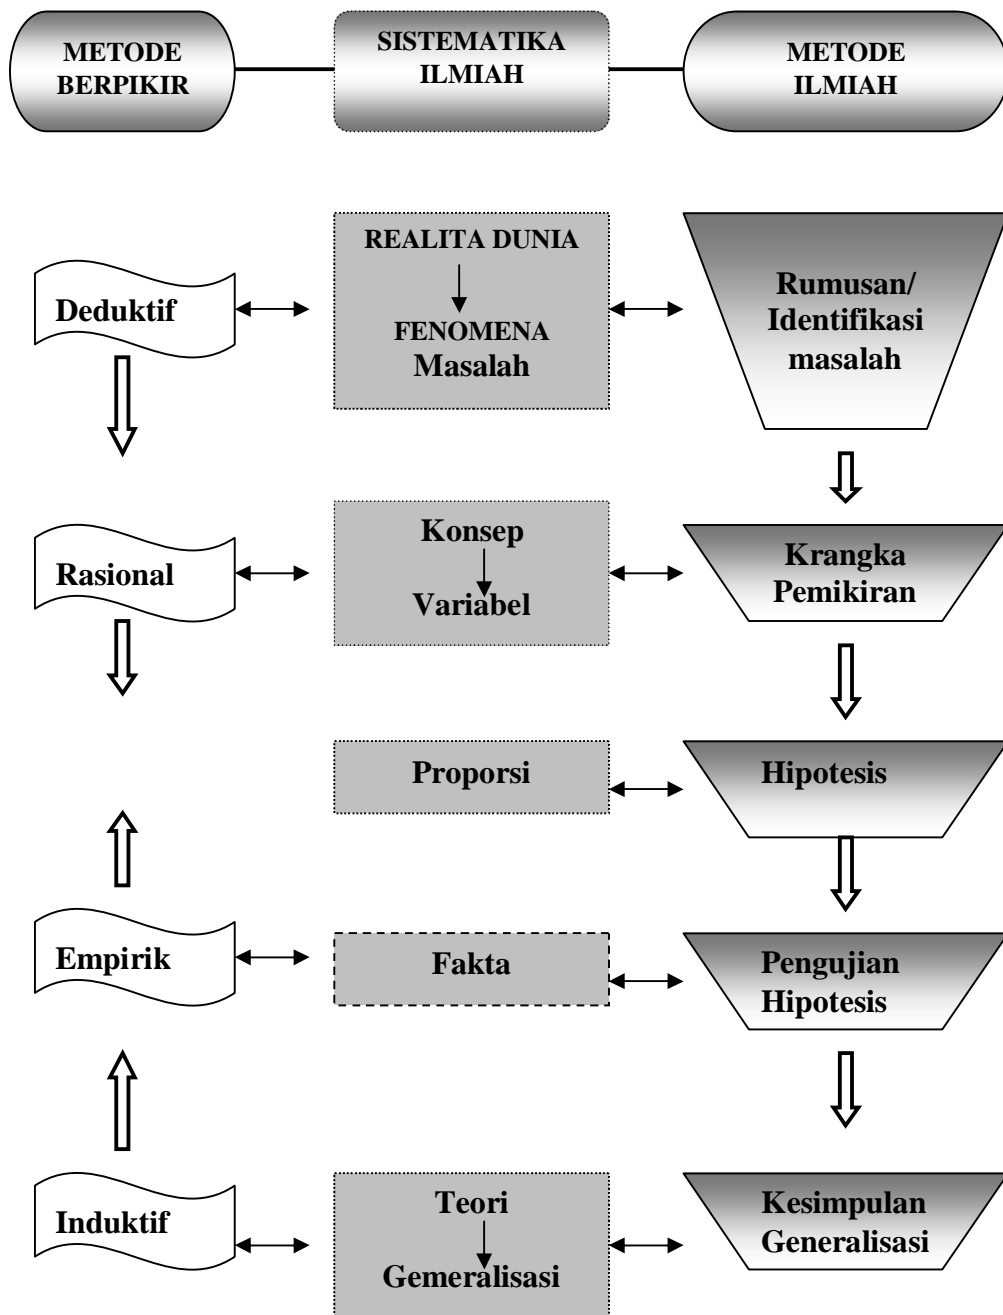 METODE
BERPIKIR
SISTEMATIKA
ILMIAH
METODE
ILMIAH
Deduktif
REALITA DUNIA
FENOMENA
Masalah
Rumusan/
Identifikasi
masalah
Rasional
Konsep
Variabel
Krangka
Pemikiran
Proporsi
Hipotesis
Empirik
Fakta
Pengujian
Hipotesis
Induktif
Teori
Gemeralisasi
Kesimpulan
Generalisasi